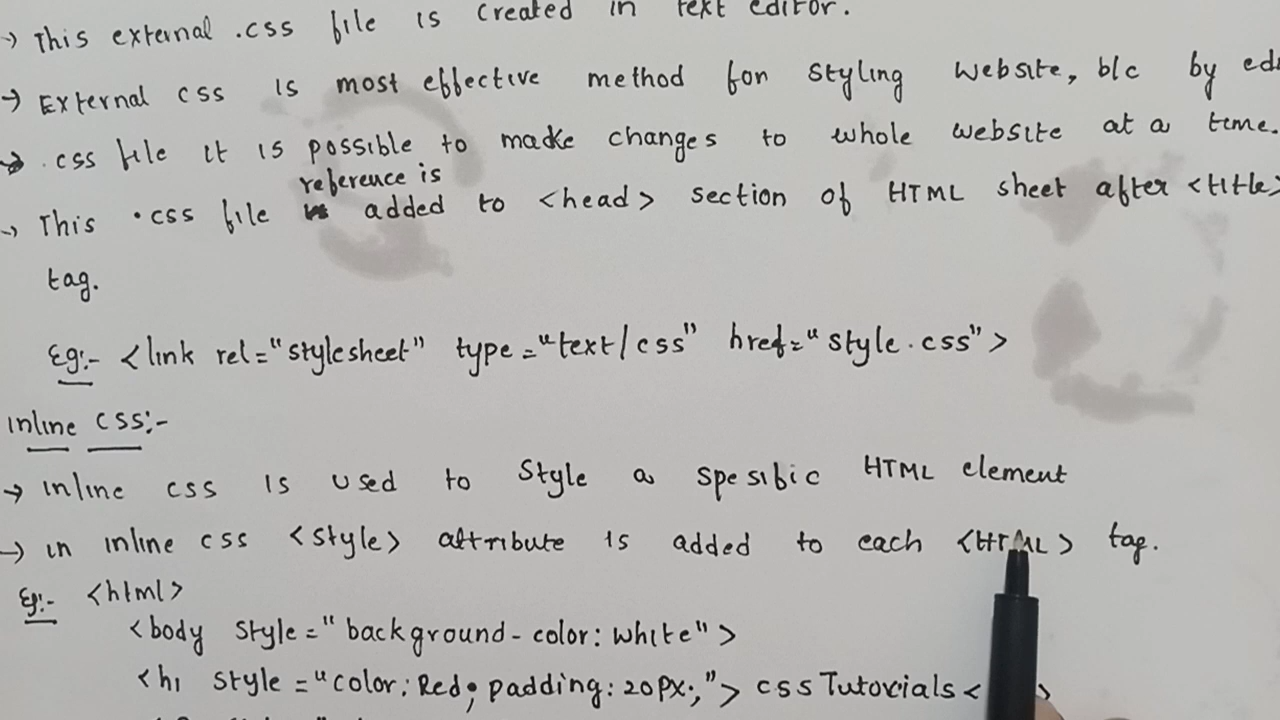 → This external .css file is created in text editor.
→ External css is most effective method for styling website, b/c by
→ .css file it is possible to make changes to whole website at a time.
reference is
→ This .css file added to <head> section of HTML sheet after <title>
tag.
Eg:- <link rel="stylesheet" type="text/css" href="style.css">
inline css:-
→ inline css is used to style a spesific HTML element
→ in inline css <style> attribute is added to each <HTML> tag.
Eg:- <html>
<body style="background-color: white">
<h1 style="color: Red; padding: 20px;"> css Tutorials <